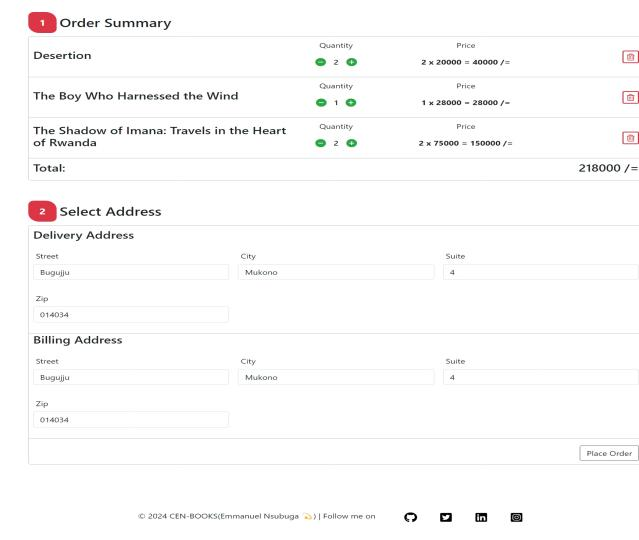 1 Order Summary
Quantity Price
Desertion
2 2 x 20000 = 40000 /=
Quantity Price
The Boy Who Harnessed the Wind
1 1 x 28000 = 28000 /=
Quantity Price
The Shadow of Imana: Travels in the Heart
of Rwanda
2 2 x 75000 = 150000 /=
Total: 218000 /=
2 Select Address
Delivery Address
Street City Suite
Bugujju Mukono 4
Zip
014034
Billing Address
Street City Suite
Bugujju Mukono 4
Zip
014034
Place Order
© 2024 CEN-BOOKS(Emmanuel Nsubuga 💫) | Follow me on